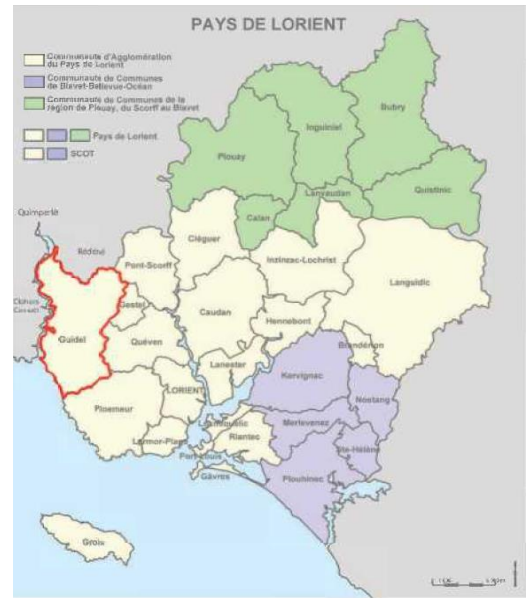 PAYS DE LORIENT
Communauté d'Agglomération
du Pays de Lorient
Communauté de Communes
de Blavet-Bellevue-Océan
Communauté de Communes de la
région de Plouay, du Scorff au Blavet
Pays de Lorient
SCOT
Bubry
Inguiniel
Plouay
Lanvaudan
Quistinic
Calan
Quimperlé
Rédéné
Cléguer
Pont-Scorff
Inzinzac-Lochrist
Languidic
Clohars
Gestel
Caudan
Hennebont
Guidel
Quéven
Brandérion
Lanester
Kervignac
LORIENT
Nostang
Ploemeur
Locmiquélic
Merlevenez
Riantec
Larmor-Plage
Ste-Hélène
Port-Louis
Plouhinec
Gâvres
Groix